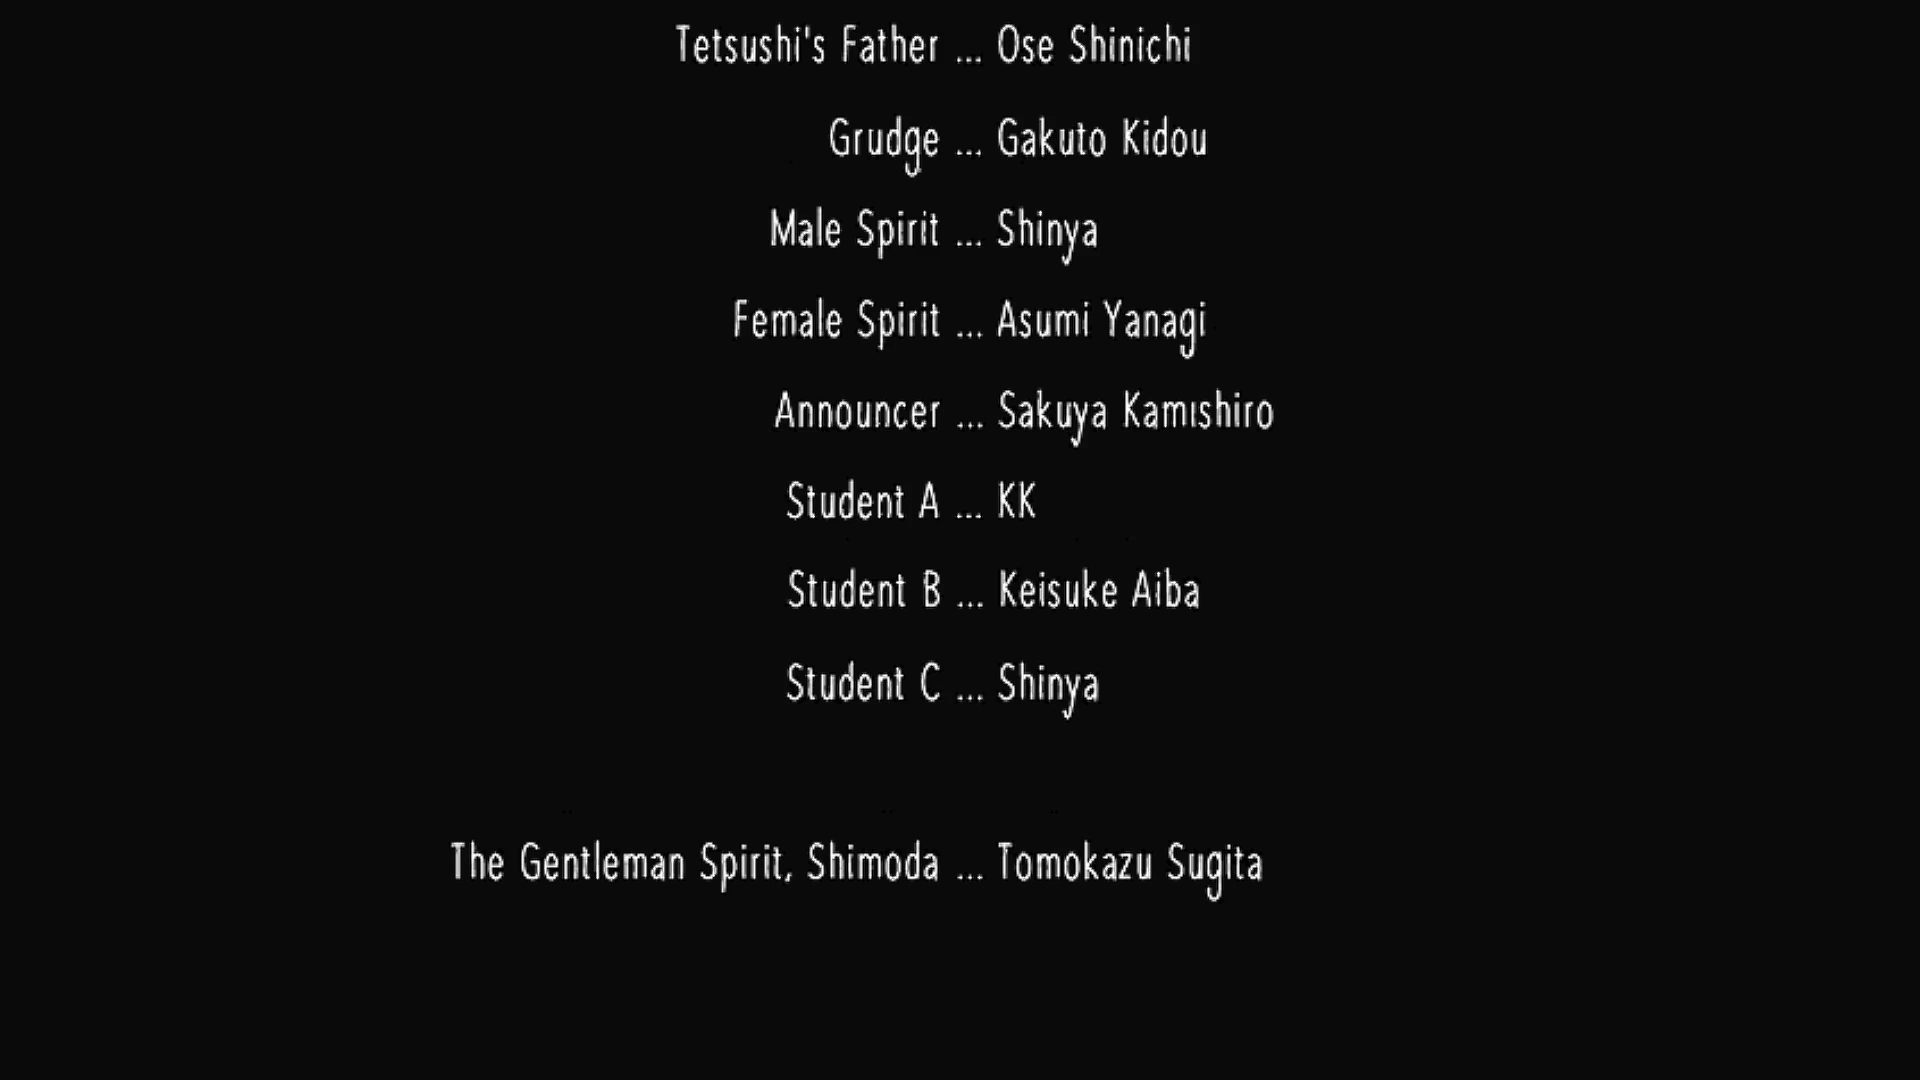 Tetsushi's Father ... Ose Shinichi
Grudge ... Gakuto Kidou
Male Spirit ... Shinya
Female Spirit ... Asumi Yanagi
Announcer ... Sakuya Kamishiro
Student A ... KK
Student B ... Keisuke Aiba
Student C ... Shinya
The Gentleman Spirit, Shimoda ... Tomokazu Sugita